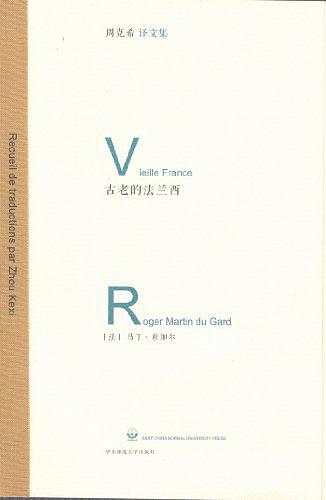 周克希 译文集
Vieille France
古老的法兰西
Roger Martin du Gard
[法] 马丁·杜加尔
EAST CHINA NORMAL UNIVERSITY PRESS
华东师范大学出版社
Recueil de traductions par Zhou Kexi